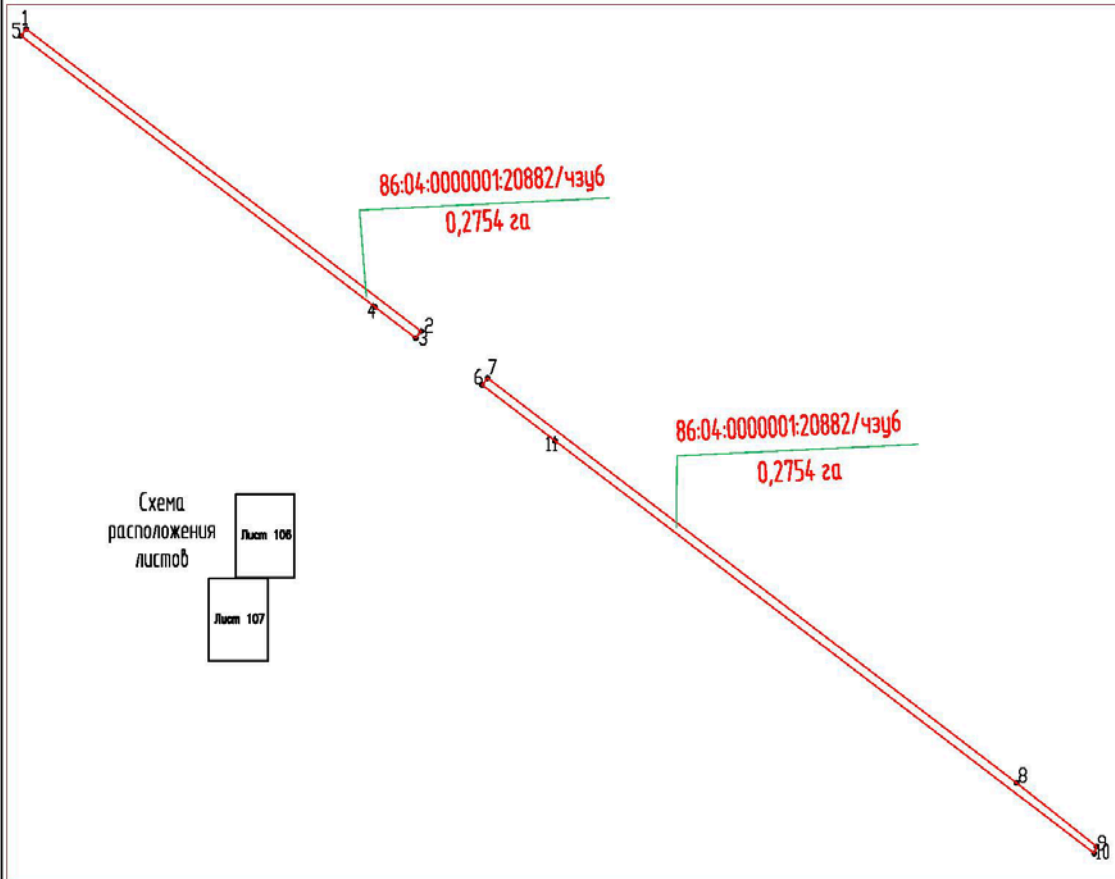 1
5
86:04:0000001:20882/чзу6
0,2754 га
4
2
3
7
6
86:04:0000001:20882/чзу6
0,2754 га
11
Схема
расположения
листов
Лист 106
Лист 107
8
9
10